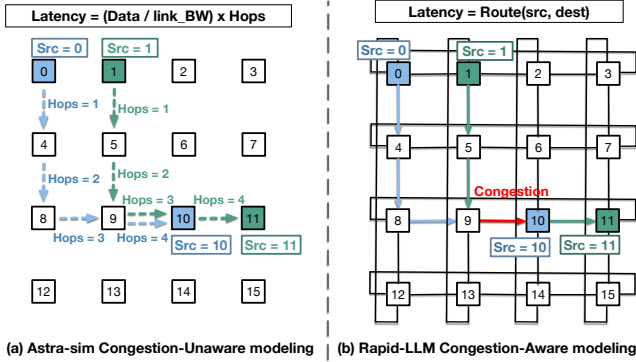 Latency = (Data / link_BW) x Hops
Src = 0
Src = 1
0
1
2
3
Hops = 1
Hops = 1
4
5
6
7
Hops = 2
Hops = 2
Hops = 3
Hops = 4
8
9
10
11
Hops = 3
Hops = 4
Src = 10
Src = 11
12
13
14
15
(a) Astra-sim Congestion-Unaware modeling
Latency = Route(src, dest)
Src = 0
Src = 1
0
1
2
3
4
5
6
7
Congestion
8
9
10
11
Src = 10
Src = 11
12
13
14
15
(b) Rapid-LLM Congestion-Aware modeling